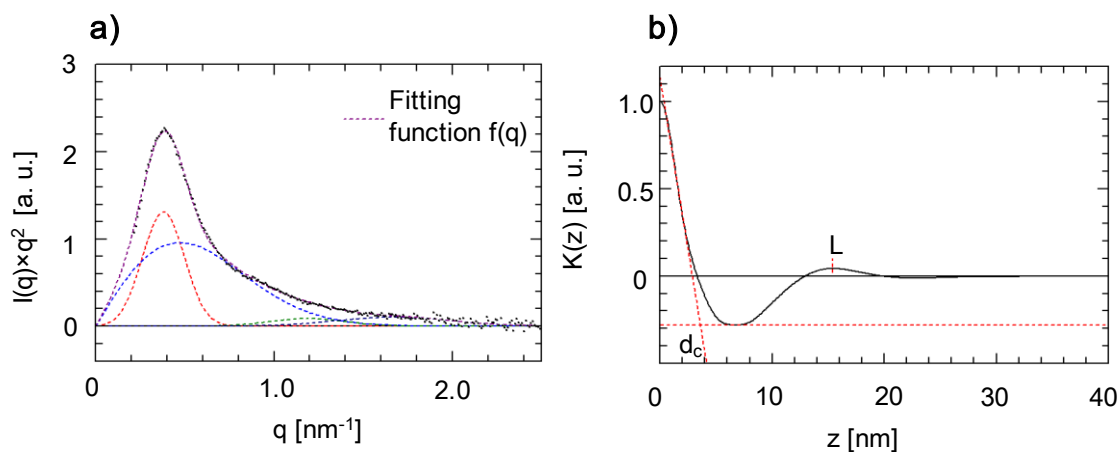 a)
3
2
1
0
I(q)×q² [a. u.]
Fitting
function f(q)
0
1.0
2.0
q [nm⁻¹]
b)
1.0
0.5
0
K(z) [a. u.]
L
d_c
0
10
20
30
40
z [nm]